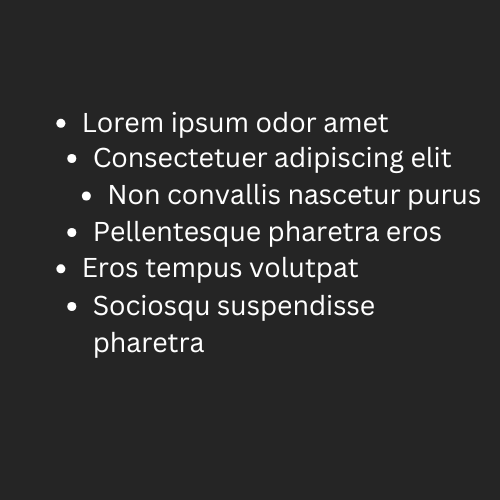 • Lorem ipsum odor amet
• Consectetuer adipiscing elit
• Non convallis nascetur purus
• Pellentesque pharetra eros
• Eros tempus volutpat
• Sociosqu suspendisse
pharetra